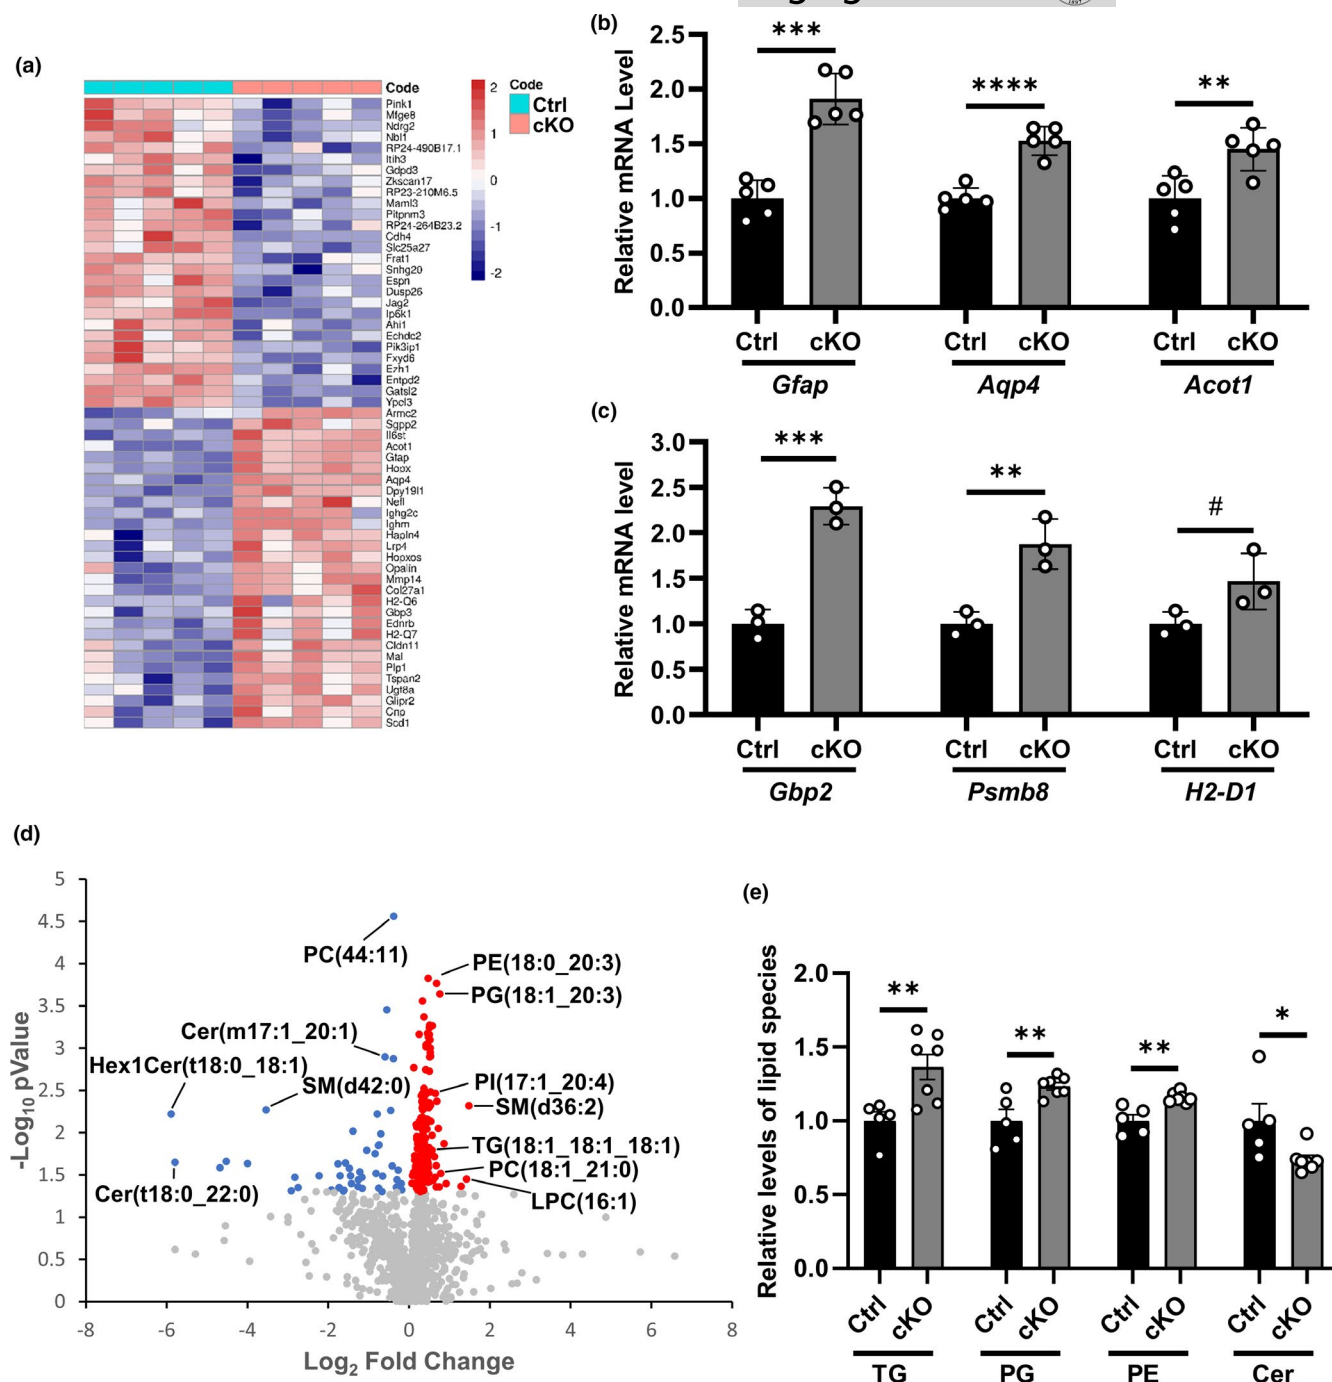 (a)
Code
Pink1
Mfge8
Ndrg2
Nbl1
RP24-490B17.1
Itih3
Gdpd3
Zkscan17
RP23-210M6.5
Maml3
Pitpnm3
RP24-264B23.2
Cdh4
Slc25a27
Frat1
Snhg20
Espn
Dusp26
Jag2
Ip6k1
Ahi1
Echdc2
Pik3ip1
Fxyd6
Ezh1
Entpd2
Gatsl2
Ypel3
Armc2
Sgpp2
Il6st
Acot1
Gfap
Hopx
Aqp4
Dpy19l1
Nefl
Ighg2c
Ighm
Hapln4
Lrp4
Hopxos
Opalin
Mmp14
Col27a1
H2-Q6
Gbp3
Ednrb
H2-Q7
Cldn11
Mal
Plp1
Tspan2
Ugt8a
Glipr2
Cnp
Scd1
2
1
0
-1
-2
Code
Ctrl
cKO
(b)
Relative mRNA Level
2.5
2.0
1.5
1.0
0.5
0.0
*** **** **
Ctrl cKO Ctrl cKO Ctrl cKO
Gfap Aqp4 Acot1
(c)
Relative mRNA level
3.0
2.5
2.0
1.5
1.0
0.5
0.0
*** ** #
Ctrl cKO Ctrl cKO Ctrl cKO
Gbp2 Psmb8 H2-D1
(d)
-Log10 pValue
5
4.5
4
3.5
3
2.5
2
1.5
1
0.5
0
PC(44:11)
PE(18:0_20:3)
PG(18:1_20:3)
Cer(m17:1_20:1)
Hex1Cer(t18:0_18:1)
SM(d42:0)
PI(17:1_20:4)
SM(d36:2)
TG(18:1_18:1_18:1)
PC(18:1_21:0)
Cer(t18:0_22:0)
LPC(16:1)
-8 -6 -4 -2 0 2 4 6 8
Log2 Fold Change
(e)
Relative levels of lipid species
2.0
1.5
1.0
0.5
0.0
** ** ** *
Ctrl cKO Ctrl cKO Ctrl cKO Ctrl cKO
TG PG PE Cer